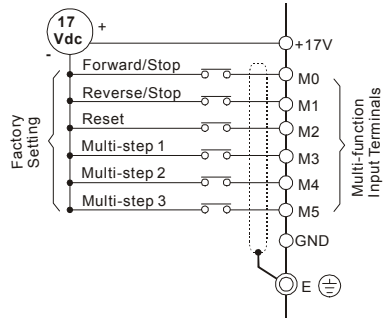 17
Vdc
+
-
+17V
Forward/Stop
M0
Reverse/Stop
M1
Reset
M2
Multi-step 1
M3
Multi-step 2
M4
Multi-step 3
M5
GND
E
Factory
Setting
Multi-function
Input Terminals